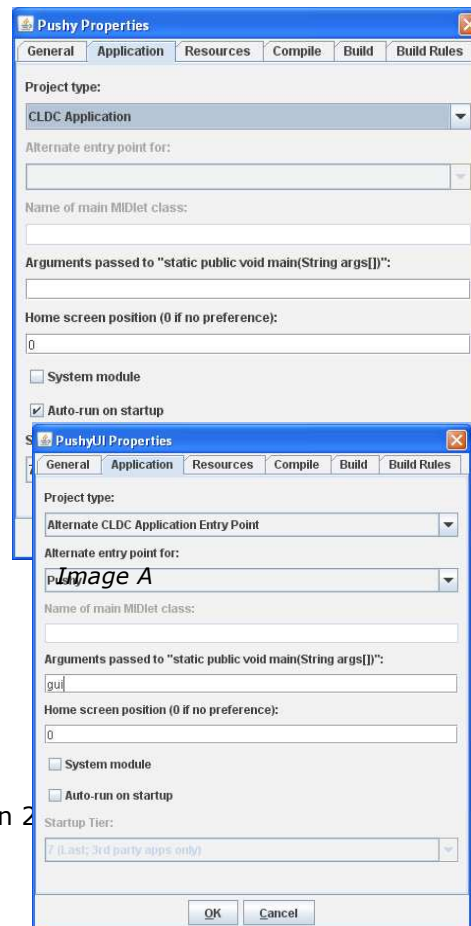 Pushy Properties
General Application Resources Compile Build Build Rules
Project type:
CLDC Application
Alternate entry point for:
Name of main MIDlet class:
Arguments passed to "static public void main(String args[])":
Home screen position (0 if no preference):
0
System module
Auto-run on startup
S
7
PushyUI Properties
General Application Resources Compile Build Build Rules
Project type:
Alternate CLDC Application Entry Point
Alternate entry point for:
Pushy
Image A
Name of main MIDlet class:
Arguments passed to "static public void main(String args[])":
gui
Home screen position (0 if no preference):
0
System module
Auto-run on startup
n 2
Startup Tier:
7 (Last; 3rd party apps only)
OK Cancel